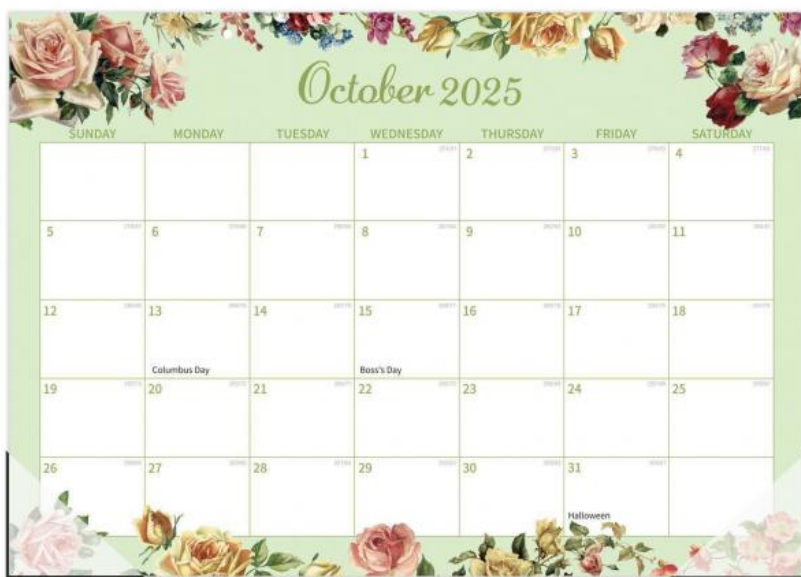 October 2025
SUNDAY MONDAY TUESDAY WEDNESDAY THURSDAY FRIDAY SATURDAY
1 2 3 4
5 6 7 8 9 10 11
12 13 14 15 16 17 18
Columbus Day Boss's Day
19 20 21 22 23 24 25
26 27 28 29 30 31
Halloween